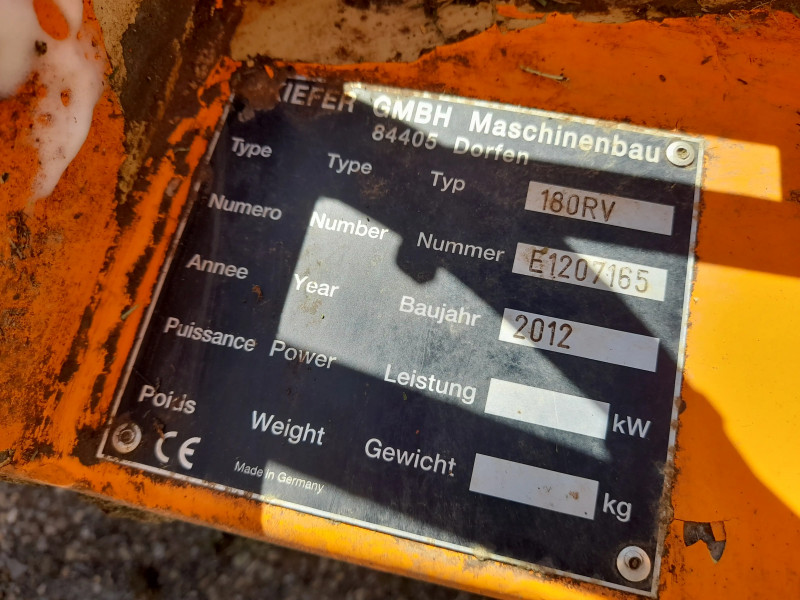 KIEFER GMBH Maschinenbau
84405 Dorfen
Type Type Typ 180RV
Numero Number Nummer E1207165
Annee Year Baujahr 2012
Puissance Power Leistung kW
Poids Weight Gewicht kg
CE Made in Germany